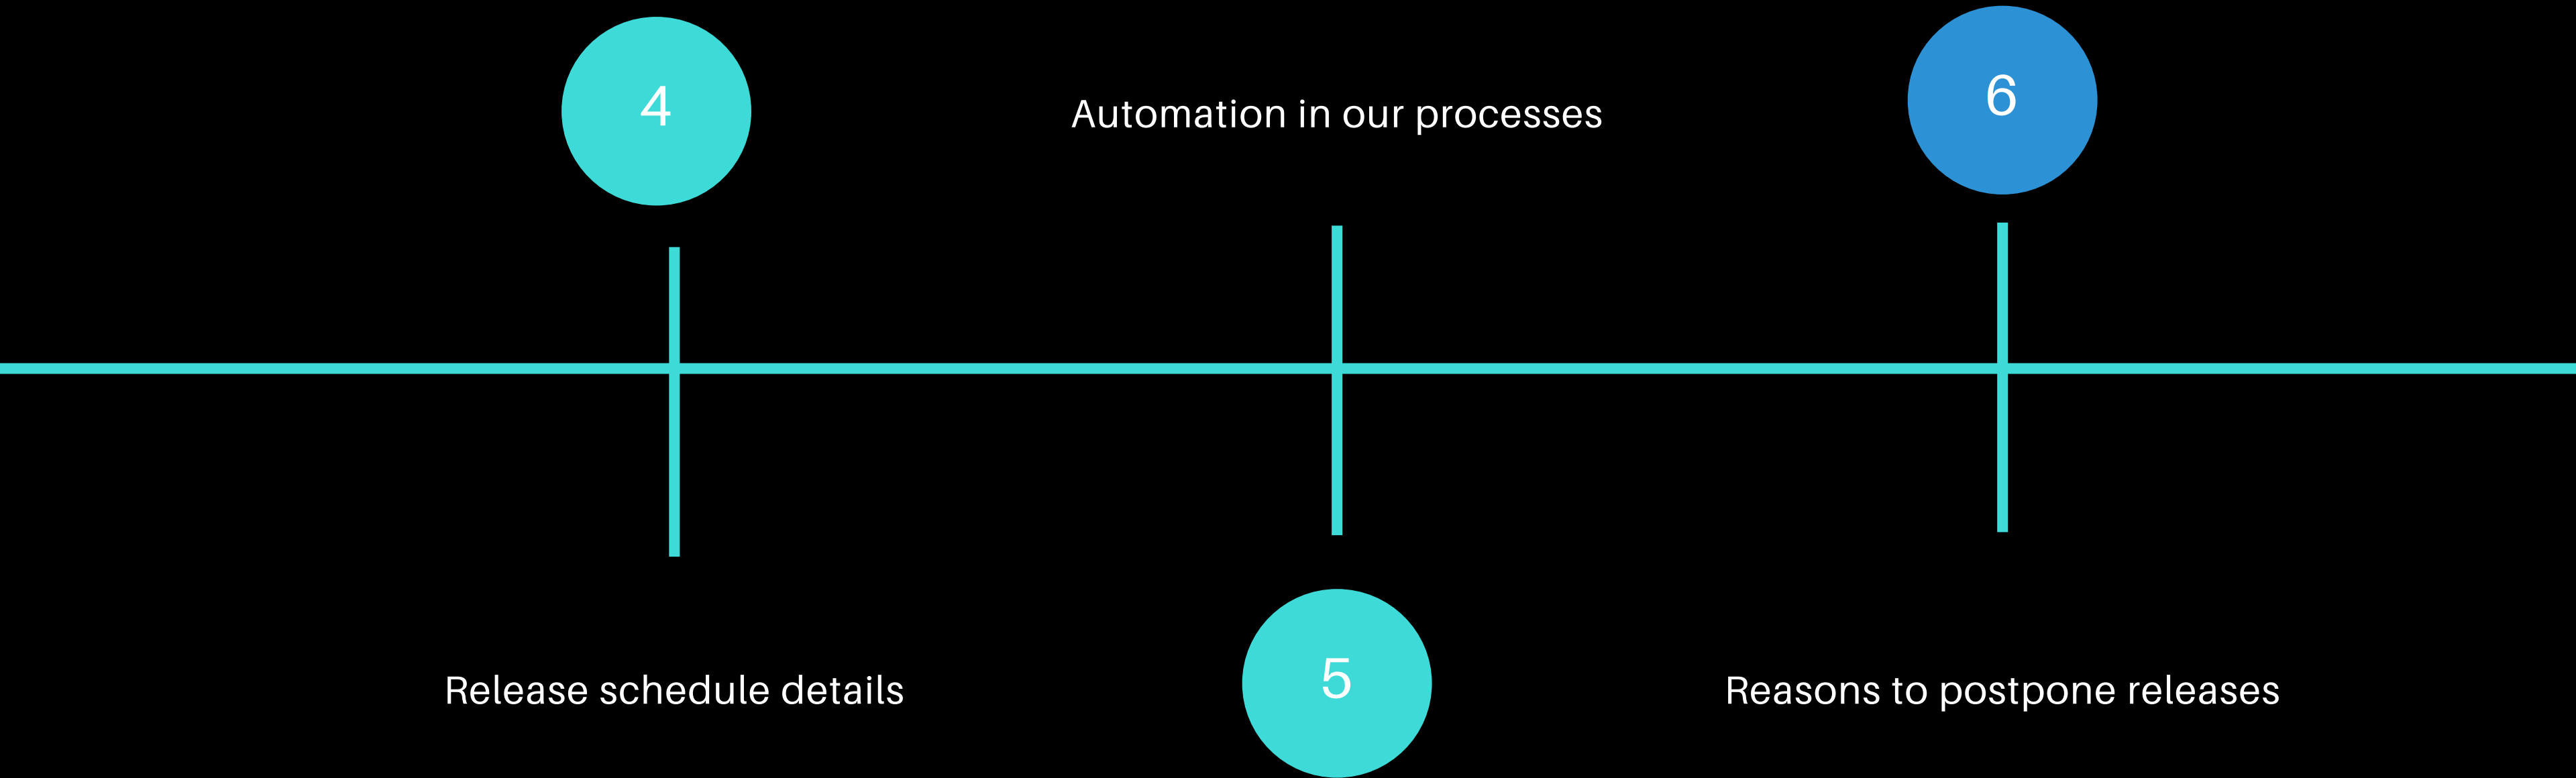 4
Release schedule details
Automation in our processes
5
6
Reasons to postpone releases